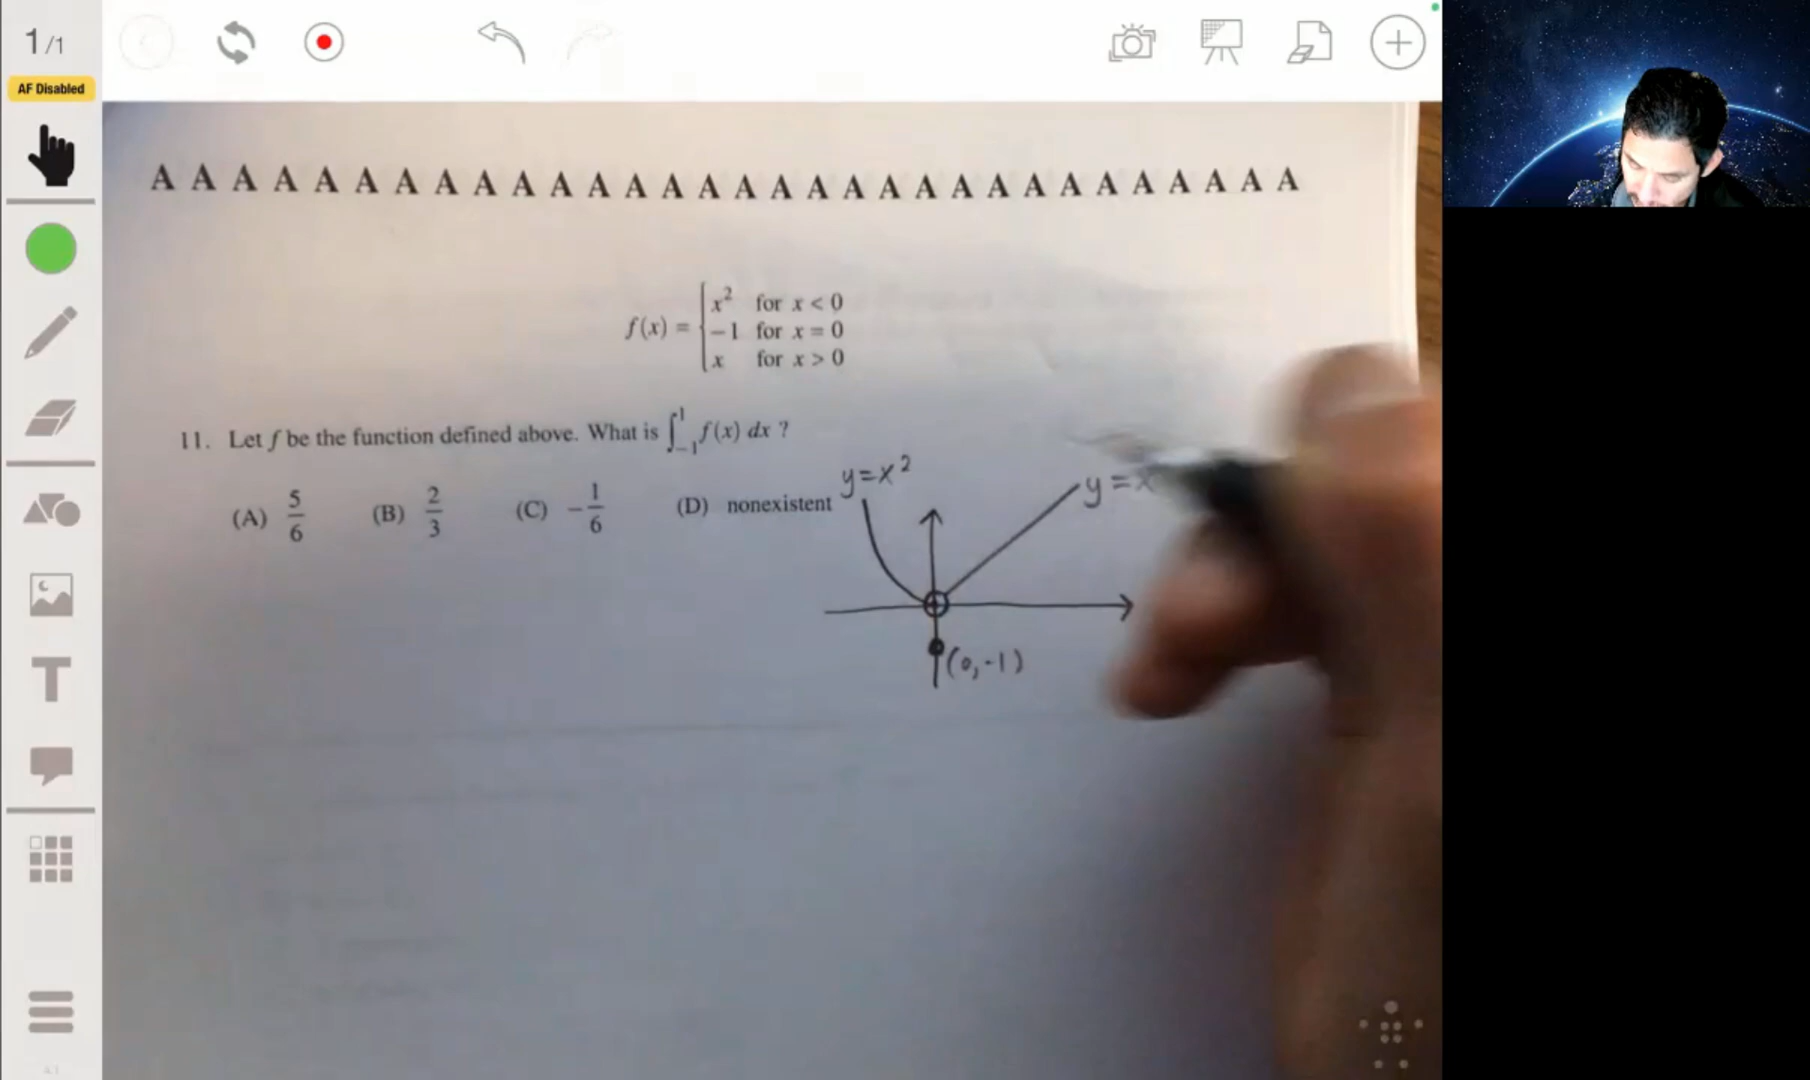 1/1
AF Disabled
A A A A A A A A A A A A A A A A A A A A A A A A A A A A A A
f(x) = { x² for x < 0
-1 for x = 0
x for x > 0
11. Let f be the function defined above. What is ∫₋₁¹ f(x) dx ?
(A) 5/6 (B) 2/3 (C) -1/6 (D) nonexistent
y=x²
y=x
(0,-1)
T